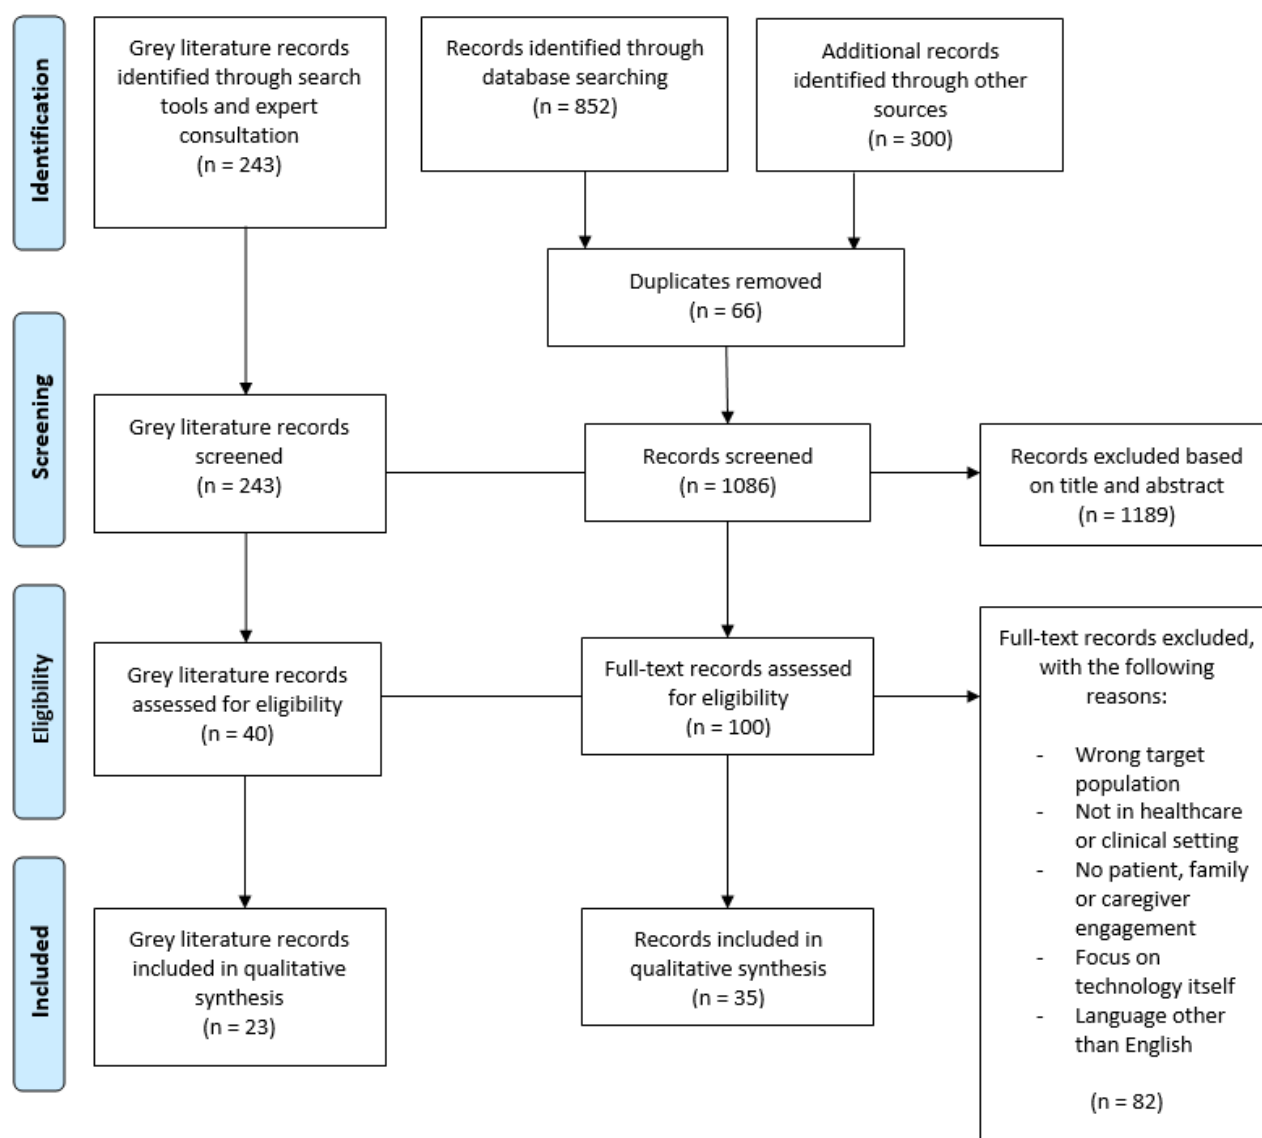 Identification
Grey literature records
identified through search
tools and expert
consultation
(n = 243)
Records identified through
database searching
(n = 852)
Additional records
identified through other
sources
(n = 300)
Duplicates removed
(n = 66)
Screening
Grey literature records
screened
(n = 243)
Records screened
(n = 1086)
Records excluded based
on title and abstract
(n = 1189)
Eligibility
Grey literature records
assessed for eligibility
(n = 40)
Full-text records assessed
for eligibility
(n = 100)
Full-text records excluded,
with the following
reasons:
- Wrong target
population
- Not in healthcare
or clinical setting
- No patient, family
or caregiver
engagement
- Focus on
technology itself
- Language other
than English
(n = 82)
Included
Grey literature records
included in qualitative
synthesis
(n = 23)
Records included in
qualitative synthesis
(n = 35)